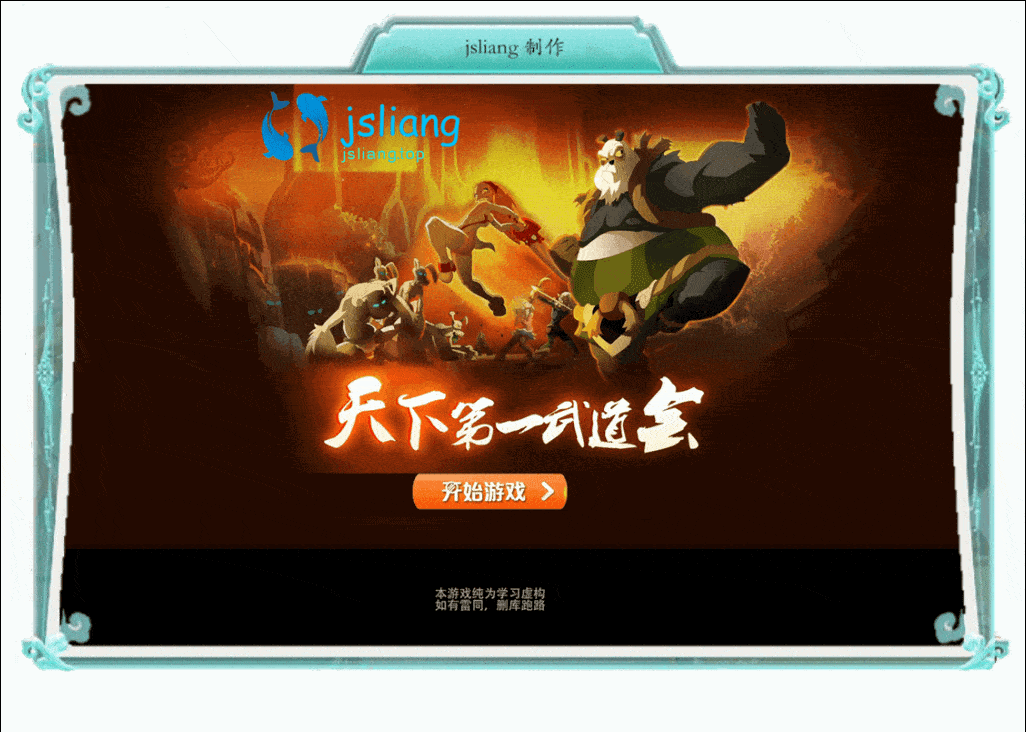 jsliang 制作
jsliang
jsliang.top
天下第一武道会
开始游戏
本游戏纯为学习虚构
如有雷同，删库跑路